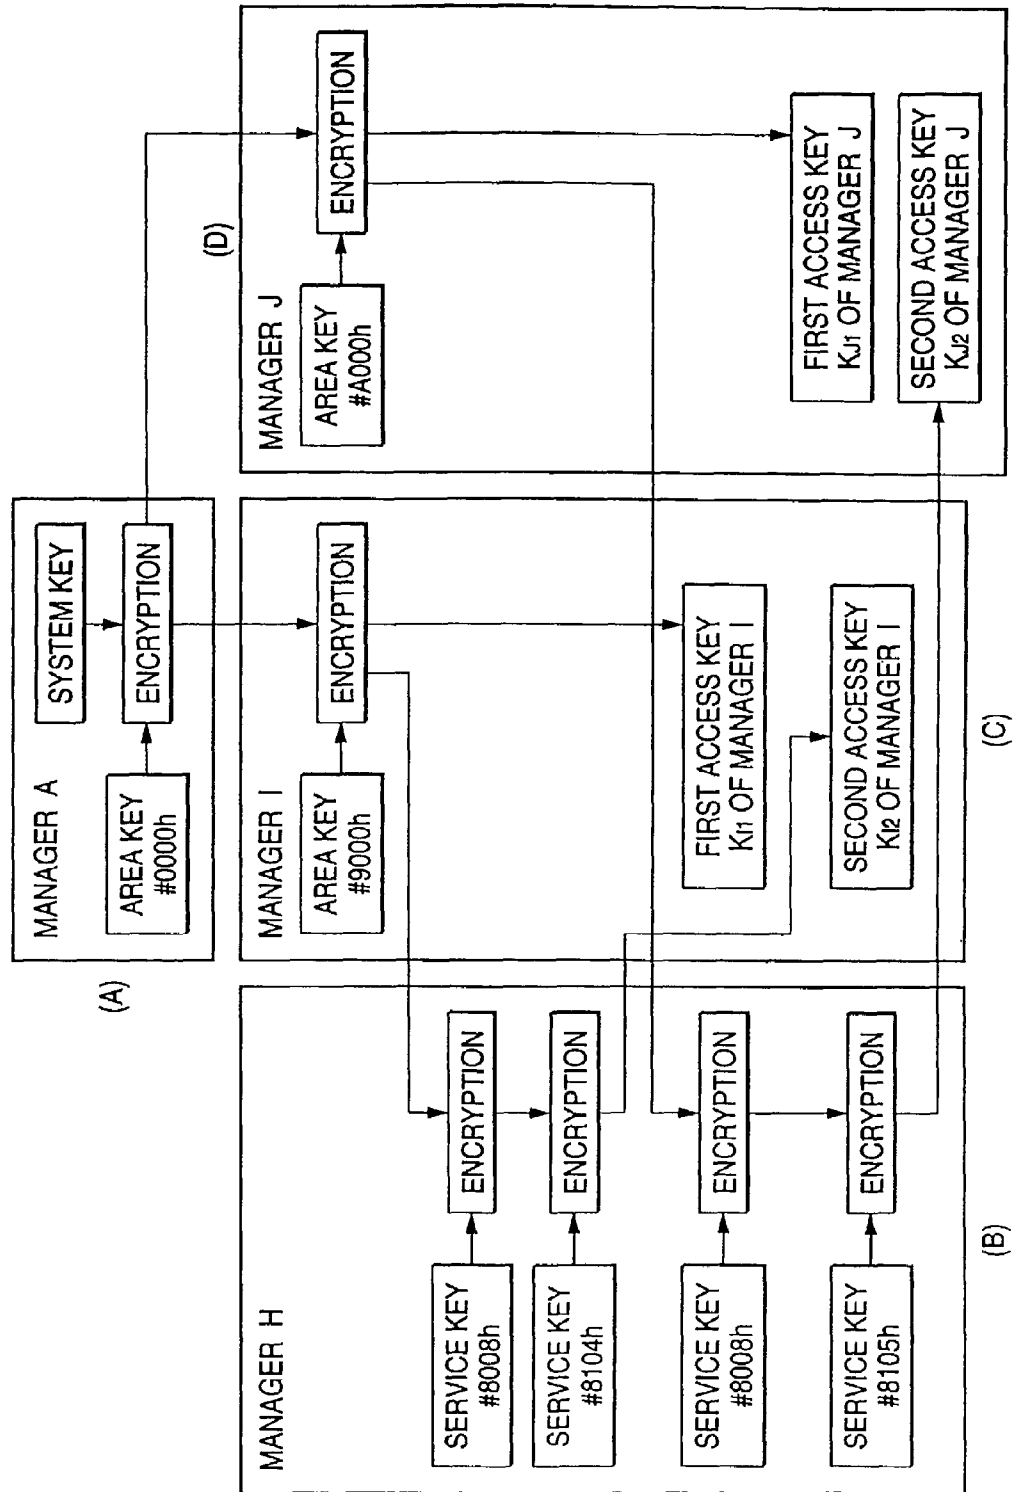 (A)
MANAGER A
SYSTEM KEY
AREA KEY
#0000h
ENCRYPTION
MANAGER H
SERVICE KEY
#8008h
ENCRYPTION
SERVICE KEY
#8104h
ENCRYPTION
SERVICE KEY
#8008h
ENCRYPTION
SERVICE KEY
#8105h
ENCRYPTION
(B)
MANAGER I
AREA KEY
#9000h
ENCRYPTION
FIRST ACCESS KEY
KI1 OF MANAGER I
SECOND ACCESS KEY
KI2 OF MANAGER I
(C)
(D)
MANAGER J
AREA KEY
#A000h
ENCRYPTION
FIRST ACCESS KEY
KJ1 OF MANAGER J
SECOND ACCESS KEY
KJ2 OF MANAGER J